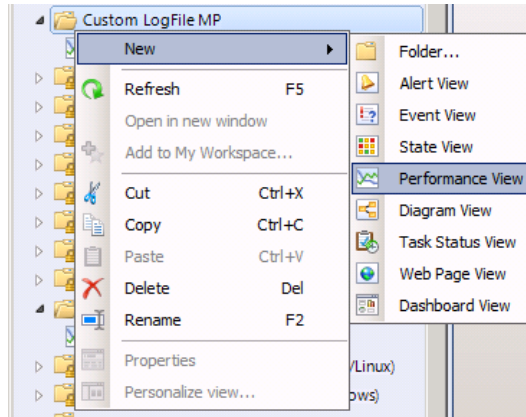 Custom LogFile MP
New
Folder...
Refresh F5
Alert View
Open in new window
Event View
Add to My Workspace...
State View
Cut Ctrl+X
Performance View
Copy Ctrl+C
Diagram View
Paste Ctrl+V
Task Status View
Delete Del
Web Page View
Rename F2
Dashboard View
Properties
/Linux)
Personalize view...
ows)